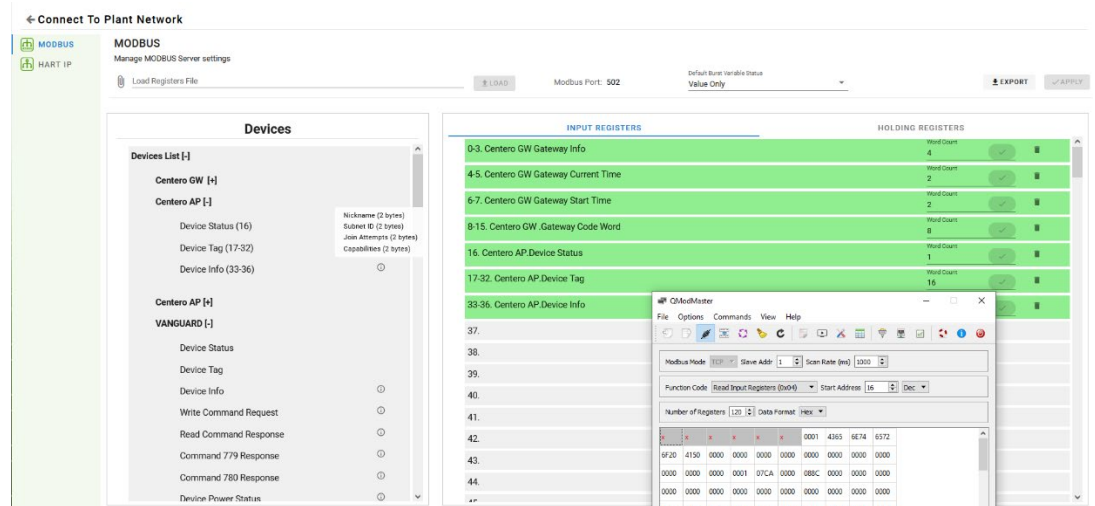 Connect To Plant Network
MODBUS
HART IP
MODBUS
Manage MODBUS Server settings
Load Registers File
LOAD
Modbus Port: 502
Default Burst Variable Status
Value Only
EXPORT
APPLY
Devices
Devices List [-]
Centero GW [+]
Centero AP [-]
Device Status (16)
Device Tag (17-32)
Device Info (33-36)
Nickname (2 bytes)
Subnet ID (2 bytes)
Join Attempts (2 bytes)
Capabilities (2 bytes)
Centero AP [+]
VANGUARD [-]
Device Status
Device Tag
Device Info
Write Command Request
Read Command Response
Command 779 Response
Command 780 Response
Device Power Status
INPUT REGISTERS
HOLDING REGISTERS
0-3. Centero GW Gateway Info
Word Count
4
4-5. Centero GW Gateway Current Time
Word Count
2
6-7. Centero GW Gateway Start Time
Word Count
2
8-15. Centero GW .Gateway Code Word
Word Count
8
16. Centero AP.Device Status
Word Count
1
17-32. Centero AP.Device Tag
Word Count
16
33-36. Centero AP.Device Info
37.
38.
39.
40.
41.
42.
43.
44.
QModMaster
File Options Commands View Help
Modbus Mode TCP Slave Addr 1 Scan Rate (ms) 1000
Function Code Read Input Registers (0x04) Start Address 16 Dec
Number of Registers 120 Data Format Hex
x x x x x x 0001 4365 6E74 6572
6F20 4150 0000 0000 0000 0000 0000 0000 0000 0000
0000 0000 0000 0001 07CA 0000 088C 0000 0000 0000
0000 0000 0000 0000 0000 0000 0000 0000 0000 0000